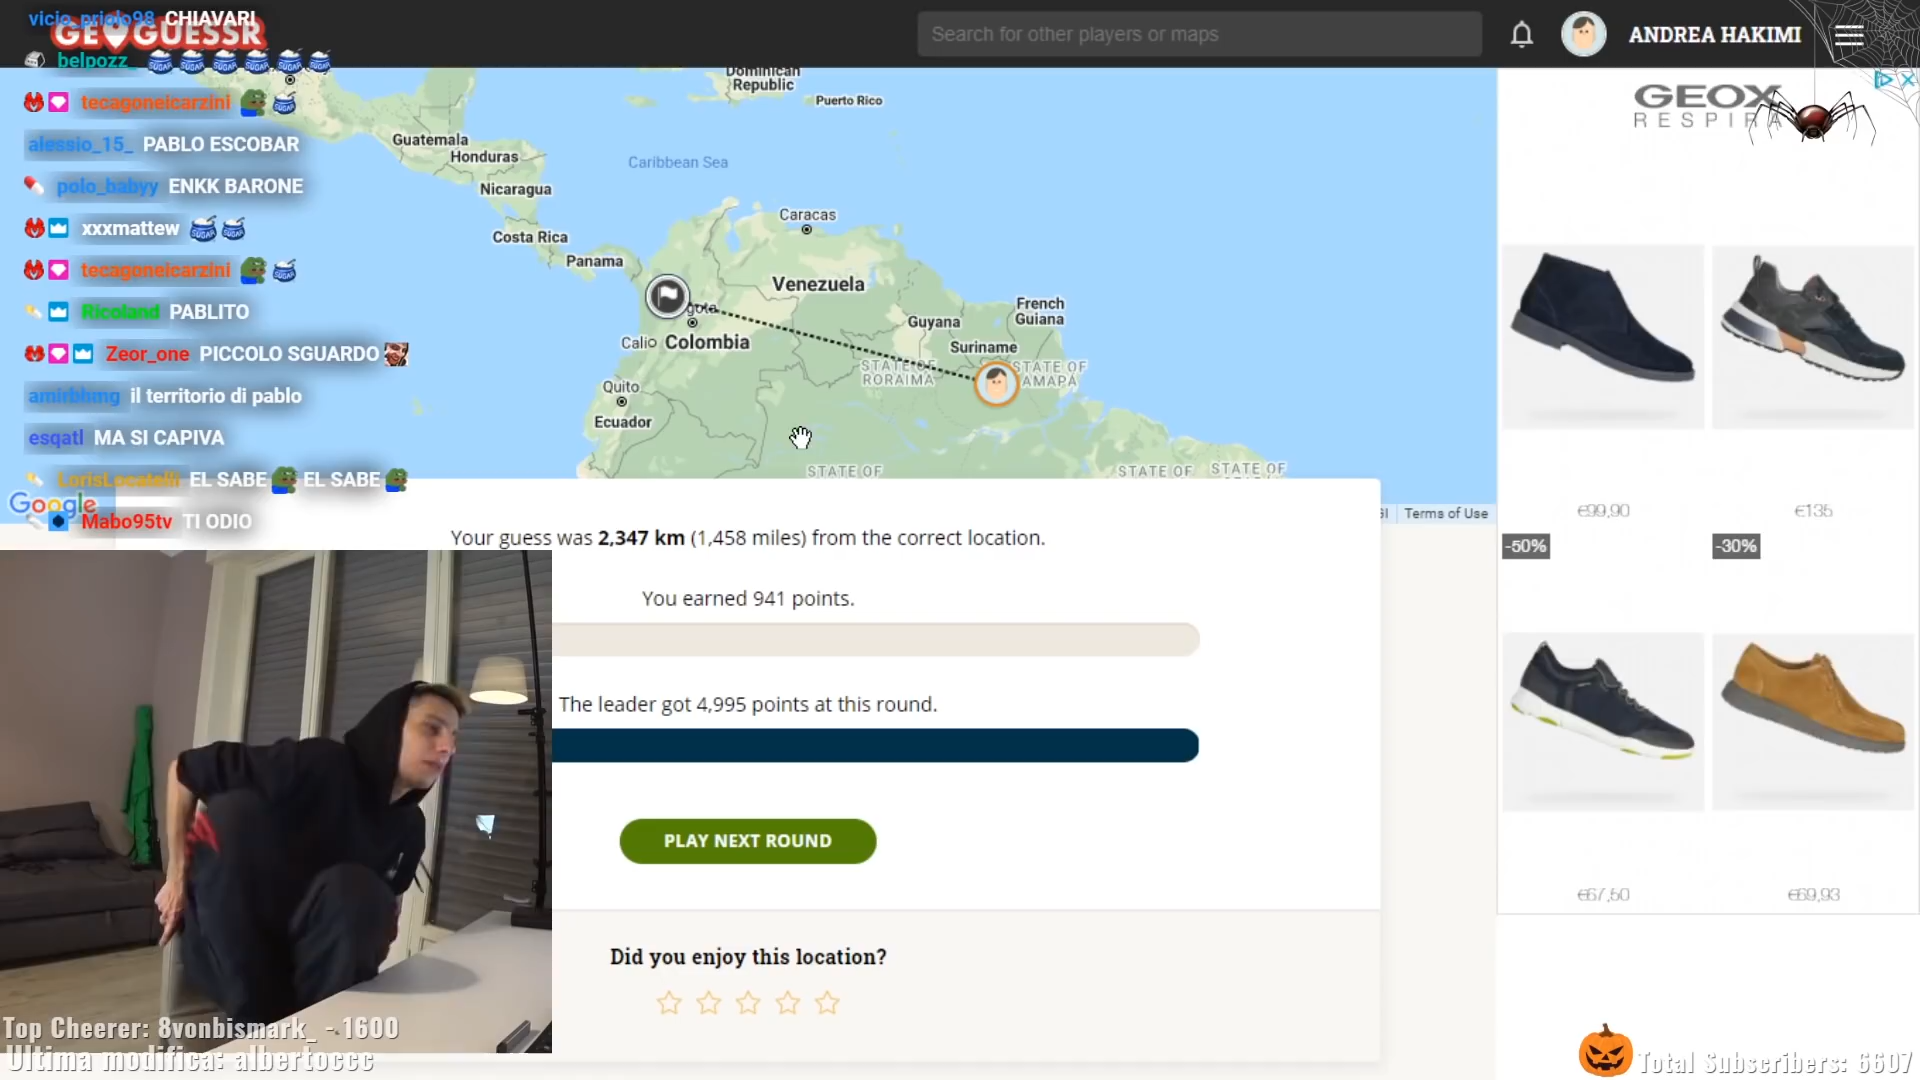 vicio_priolo98 CHIAVARI
GEOGUESSR
Search for other players or maps
ANDREA HAKIMI
belpozz_
tecagoneicarzini
alessio_15_ PABLO ESCOBAR
polo_babyy ENKK BARONE
xxxmattew
tecagoneicarzini
Ricoland PABLITO
Zeor_one PICCOLO SGUARDO
amirbhmg il territorio di pablo
esqatl MA SI CAPIVA
LorisLocatelli EL SABE EL SABE
Google
Mabo95tv TI ODIO
Dominican
Republic
Puerto Rico
Guatemala
Honduras
Caribbean Sea
Nicaragua
Caracas
Costa Rica
Panama
Venezuela
French
Guiana
Guyana
Cali
Colombia
Suriname
STATE OF
RORAIMA
STATE OF
AMAPÁ
Quito
Ecuador
STATE OF
STATE OF
STATE OF
Terms of Use
GEOX
RESPIRA
€99,90
€135
-50%
-30%
€67,50
€69,93
Your guess was 2,347 km (1,458 miles) from the correct location.
You earned 941 points.
The leader got 4,995 points at this round.
PLAY NEXT ROUND
Did you enjoy this location?
Top Cheerer: 8vonbismark_ - 1600
Ultima modifica: albertoccc
Total Subscribers: 6607